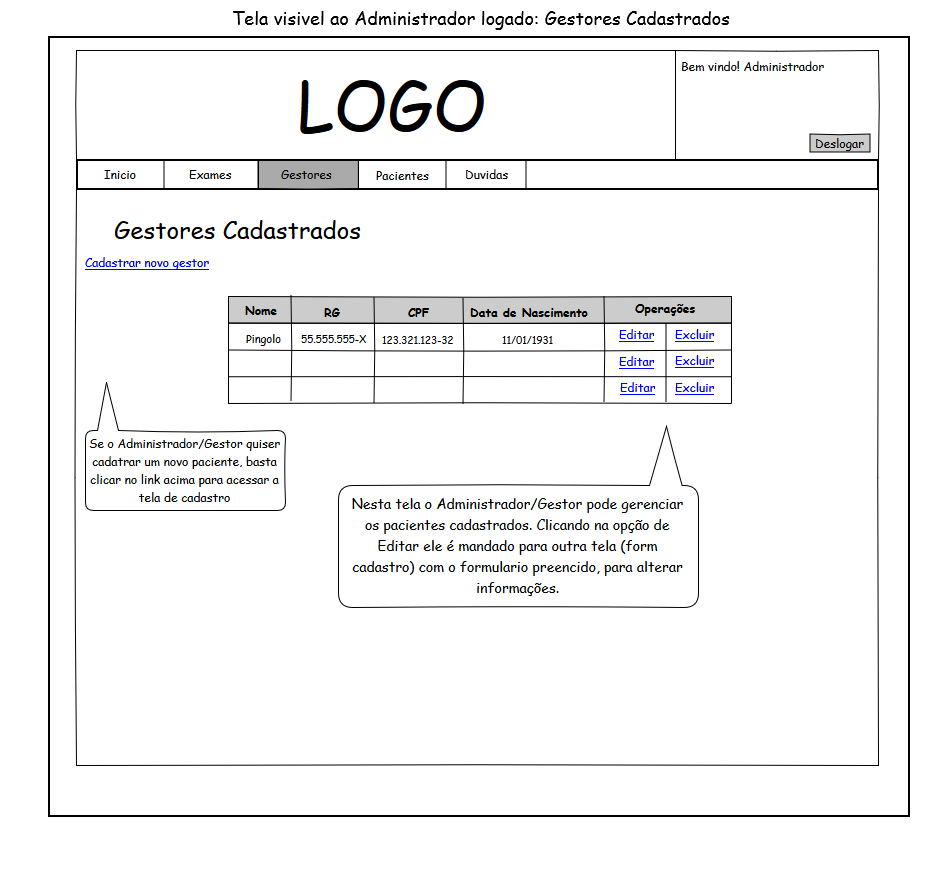 Tela visivel ao Administrador logado: Gestores Cadastrados
LOGO
Bem vindo! Administrador
Deslogar
Inicio Exames Gestores Pacientes Duvidas
Gestores Cadastrados
Cadastrar novo gestor
Nome RG CPF Data de Nascimento Operações
Pingolo 55.555.555-X 123.321.123-32 11/01/1931 Editar Excluir
Editar Excluir
Editar Excluir
Se o Administrador/Gestor quiser
cadatrar um novo paciente, basta
clicar no link acima para acessar a
tela de cadastro
Nesta tela o Administrador/Gestor pode gerenciar
os pacientes cadastrados. Clicando na opção de
Editar ele é mandado para outra tela (form
cadastro) com o formulario preencido, para alterar
informações.